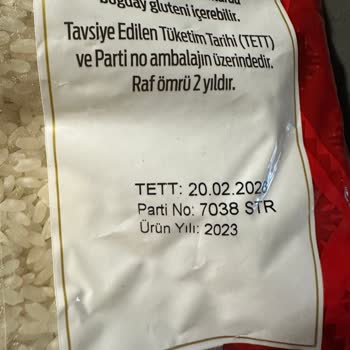 buğday gluteni içerebilir.
Tavsiye Edilen Tüketim Tarihi (TETT)
ve Parti no ambalajın üzerindedir.
Raf ömrü 2 yıldır.
TETT: 20.02.2026
Parti No: 7038 STR
Ürün Yılı: 2023